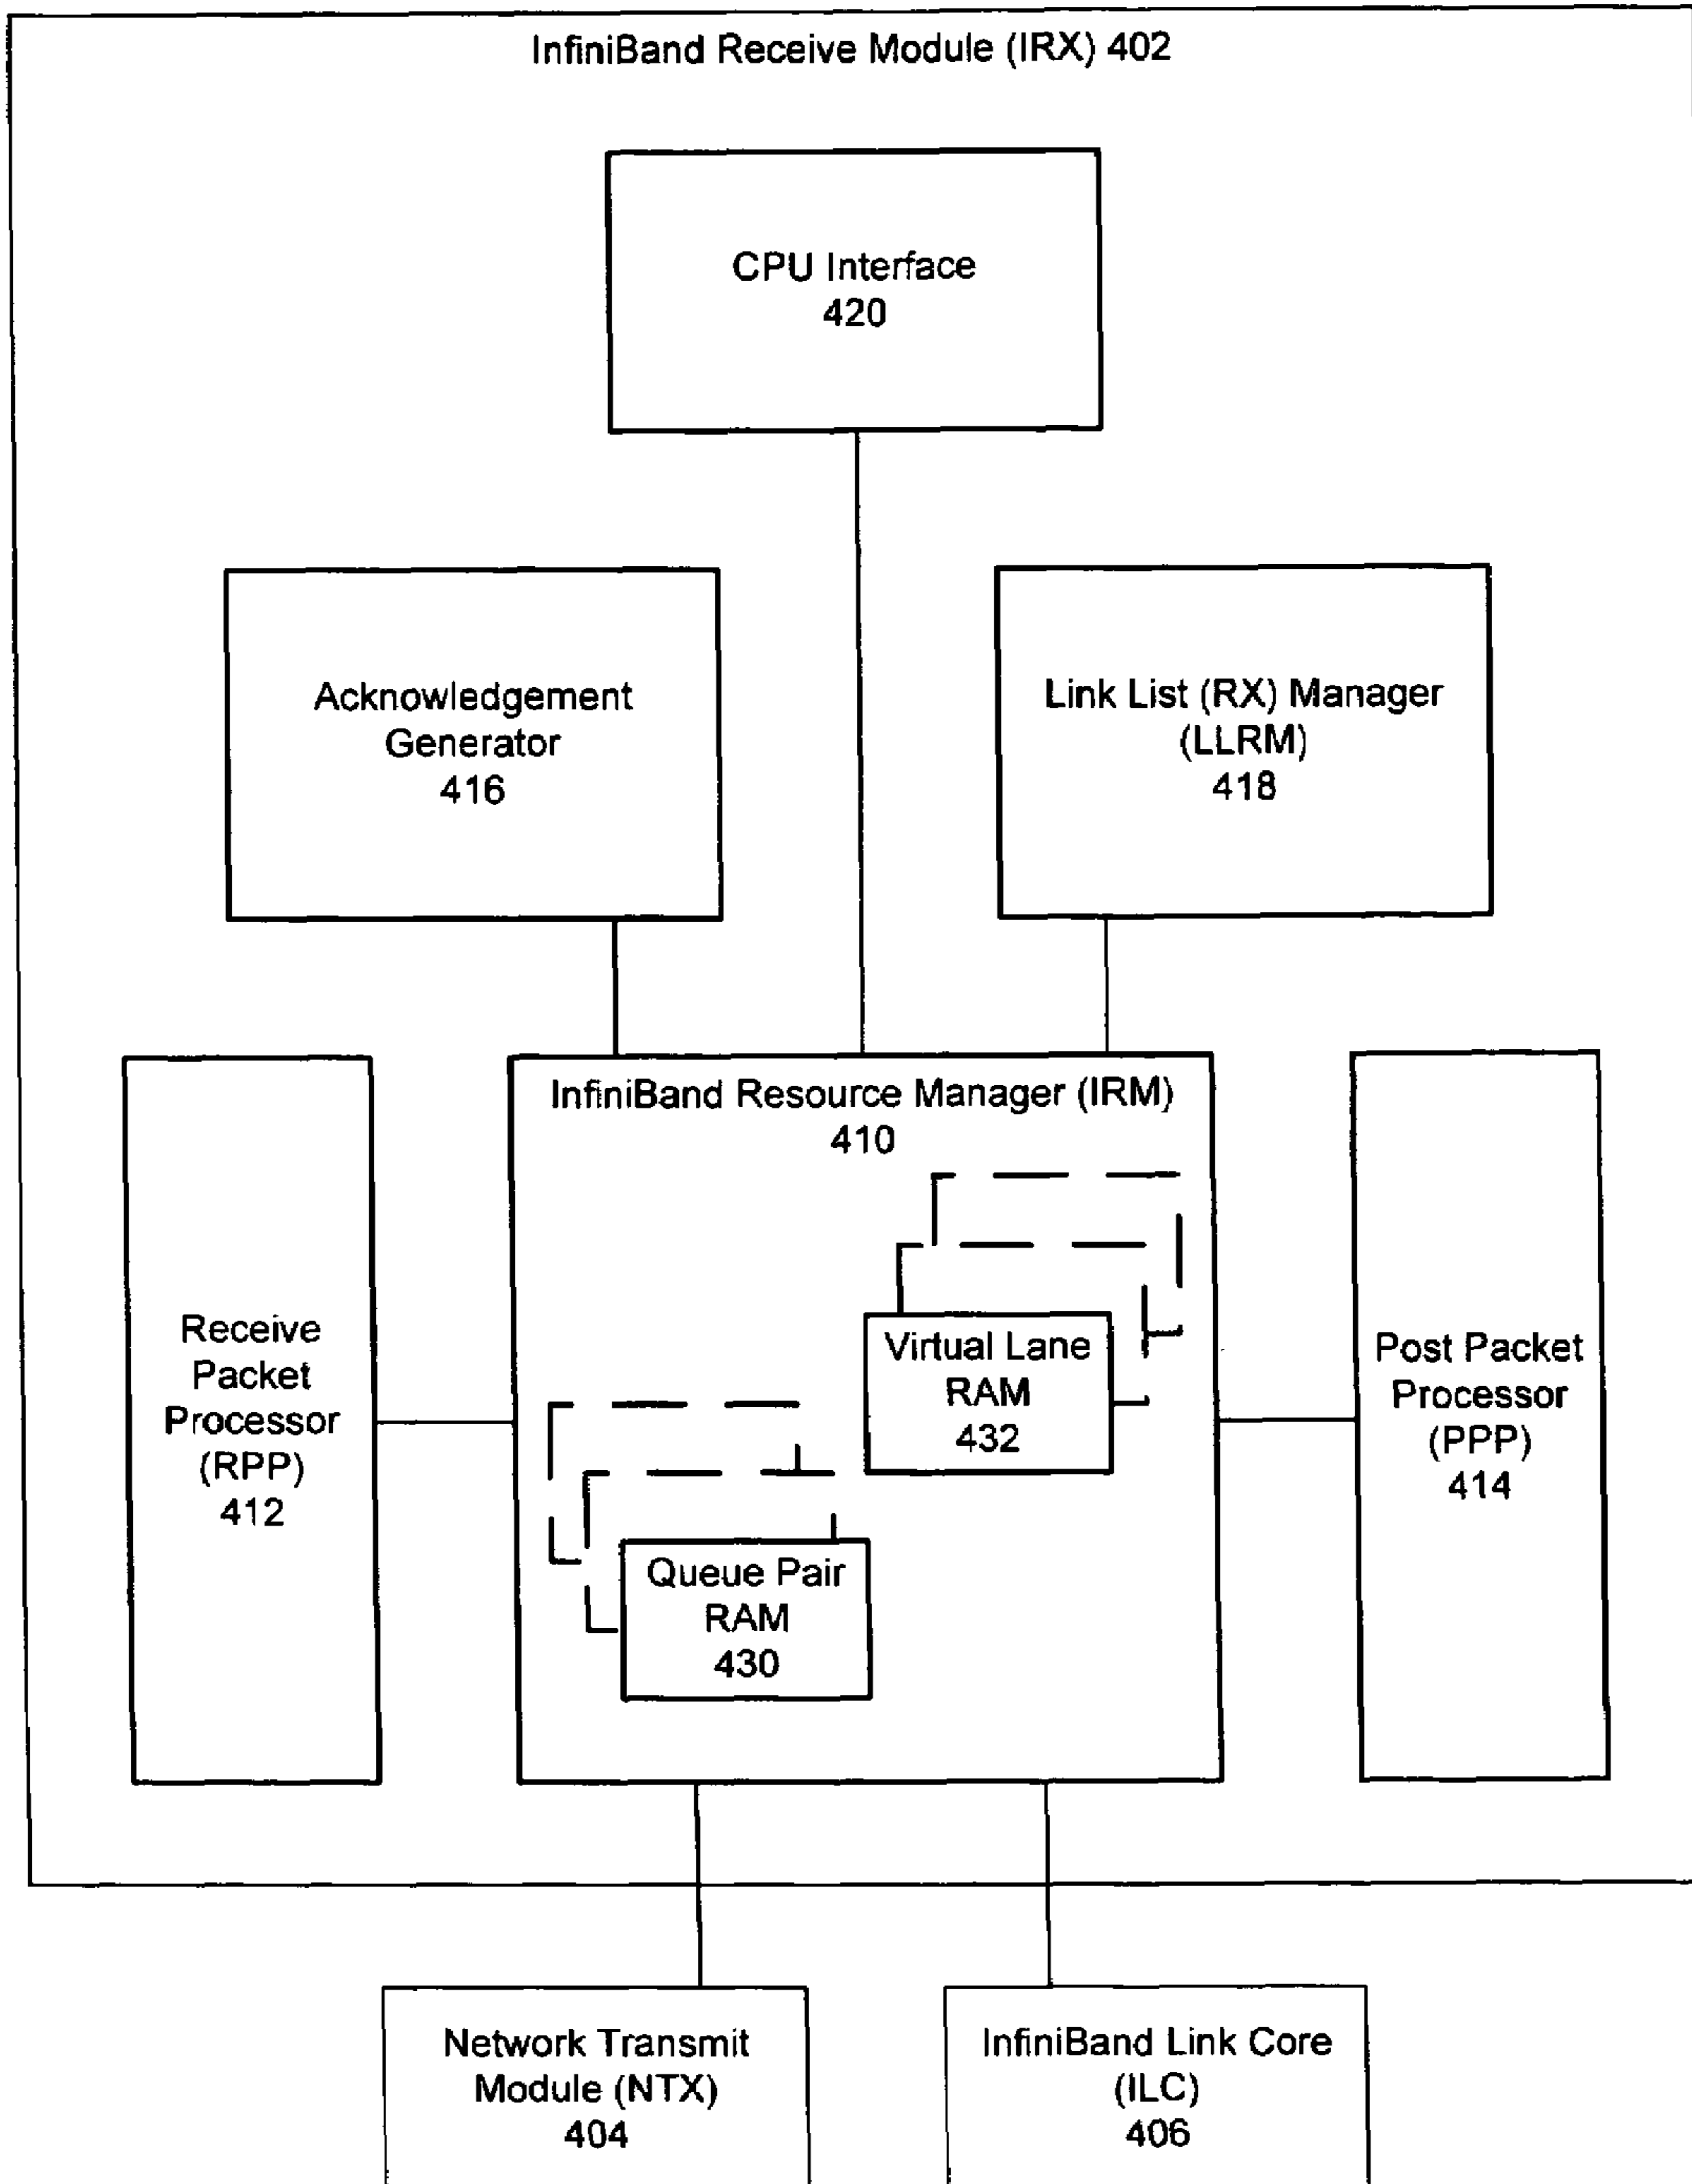 InfiniBand Receive Module (IRX) 402
CPU Interface
420
Acknowledgement
Generator
416
Link List (RX) Manager
(LLRM)
418
InfiniBand Resource Manager (IRM)
410
Receive
Packet
Processor
(RPP)
412
Virtual Lane
RAM
432
Queue Pair
RAM
430
Post Packet
Processor
(PPP)
414
Network Transmit
Module (NTX)
404
InfiniBand Link Core
(ILC)
406